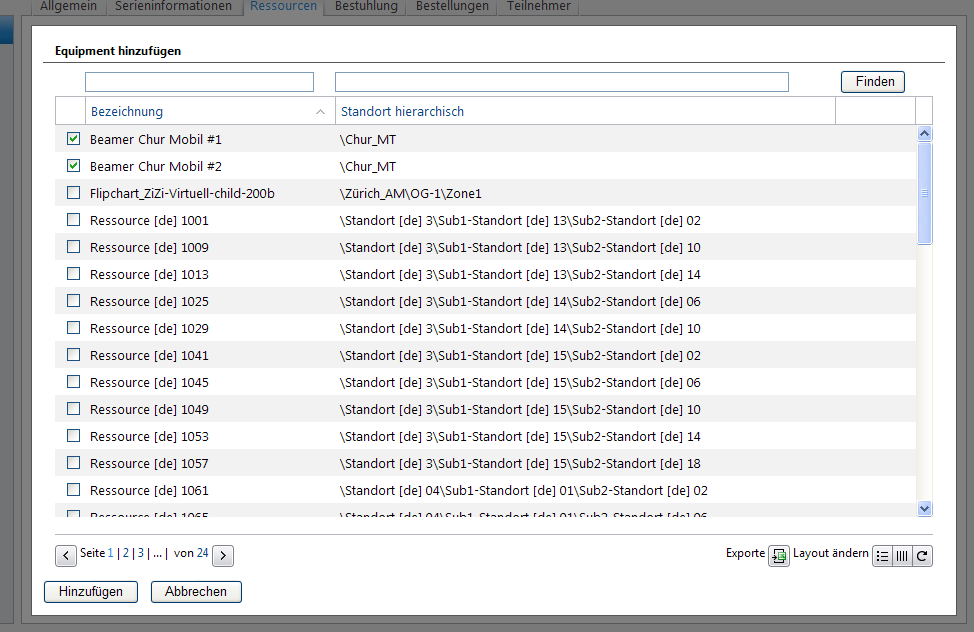 Allgemein Serieninformationen Ressourcen Bestuhlung Bestellungen Teilnehmer
Equipment hinzufügen
Finden
Bezeichnung Standort hierarchisch
Beamer Chur Mobil #1 \Chur_MT
Beamer Chur Mobil #2 \Chur_MT
Flipchart_ZiZi-Virtuell-child-200b \Zürich_AM\OG-1\Zone1
Ressource [de] 1001 \Standort [de] 3\Sub1-Standort [de] 13\Sub2-Standort [de] 02
Ressource [de] 1009 \Standort [de] 3\Sub1-Standort [de] 13\Sub2-Standort [de] 10
Ressource [de] 1013 \Standort [de] 3\Sub1-Standort [de] 13\Sub2-Standort [de] 14
Ressource [de] 1025 \Standort [de] 3\Sub1-Standort [de] 14\Sub2-Standort [de] 06
Ressource [de] 1029 \Standort [de] 3\Sub1-Standort [de] 14\Sub2-Standort [de] 10
Ressource [de] 1041 \Standort [de] 3\Sub1-Standort [de] 15\Sub2-Standort [de] 02
Ressource [de] 1045 \Standort [de] 3\Sub1-Standort [de] 15\Sub2-Standort [de] 06
Ressource [de] 1049 \Standort [de] 3\Sub1-Standort [de] 15\Sub2-Standort [de] 10
Ressource [de] 1053 \Standort [de] 3\Sub1-Standort [de] 15\Sub2-Standort [de] 14
Ressource [de] 1057 \Standort [de] 3\Sub1-Standort [de] 15\Sub2-Standort [de] 18
Ressource [de] 1061 \Standort [de] 04\Sub1-Standort [de] 01\Sub2-Standort [de] 02
Ressource [de] 1065 \Standort [de] 04\Sub1-Standort [de] 01\Sub2-Standort [de] 06
Seite 1 | 2 | 3 | ... | von 24 Exporte Layout ändern
Hinzufügen Abbrechen